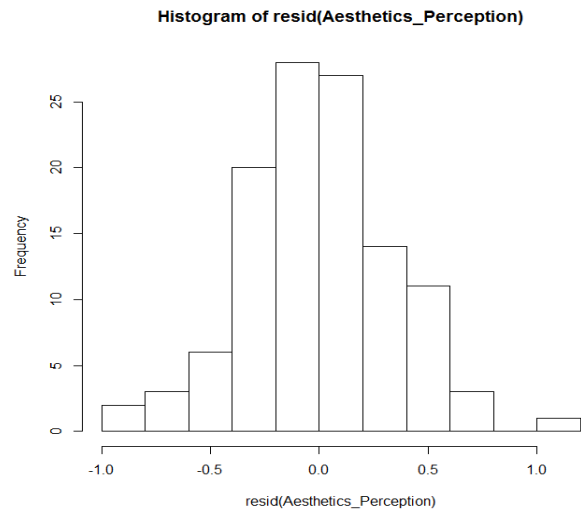 Histogram of resid(Aesthetics_Perception)
Frequency
25
20
15
10
5
0
-1.0 -0.5 0.0 0.5 1.0
resid(Aesthetics_Perception)